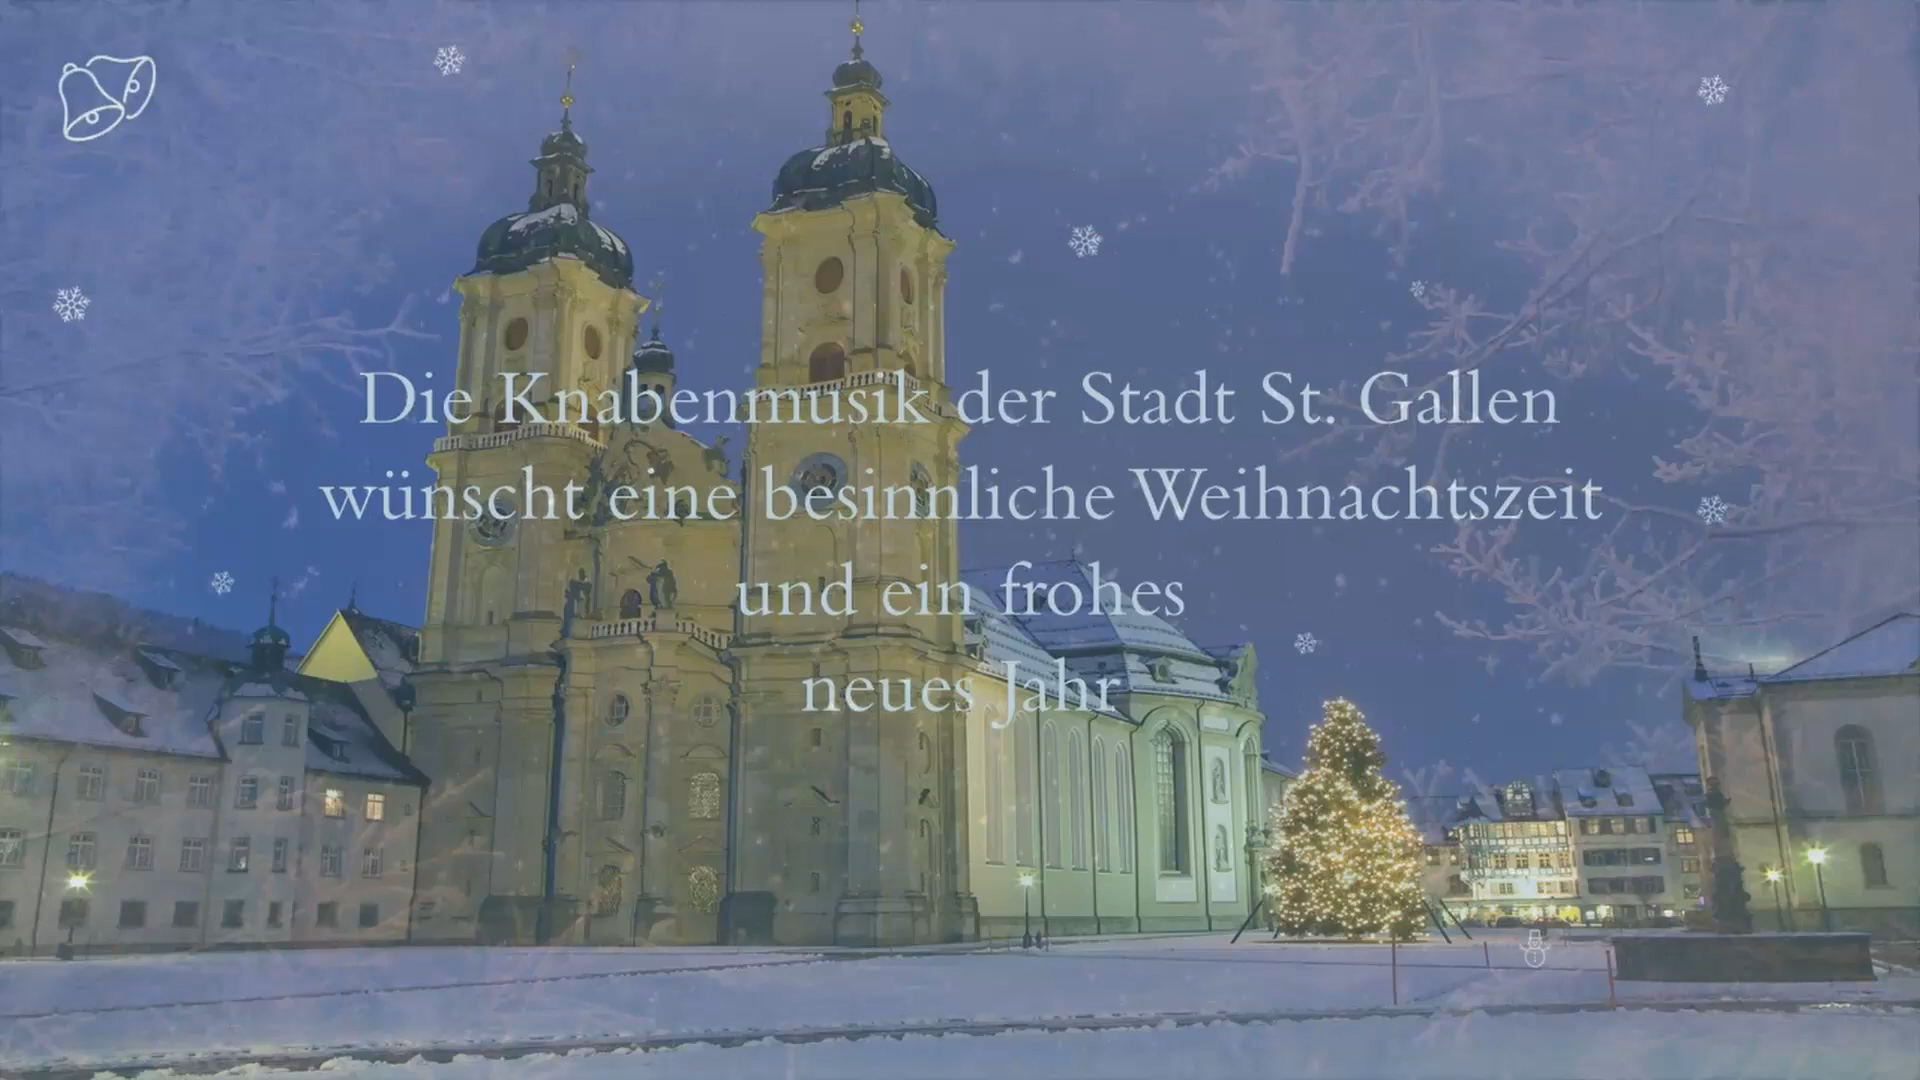 Die Knabenmusik der Stadt St. Gallen
wünscht eine besinnliche Weihnachtszeit
und ein frohes
neues Jahr